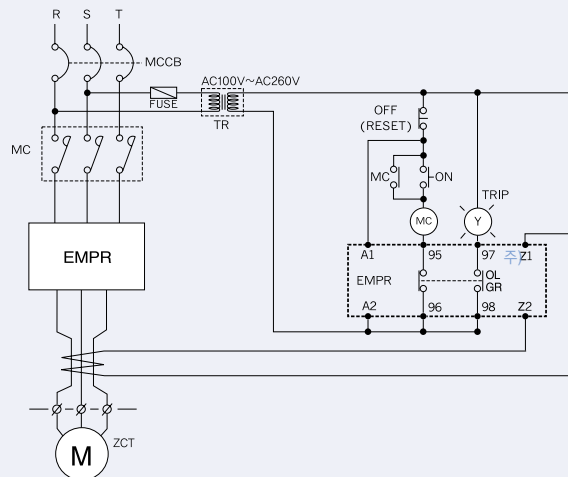 R S T
MCCB
AC100V~AC260V
FUSE
TR
OFF
(RESET)
MC
MC
ON
TRIP
MC
Y
EMPR
A1 95 97 주) Z1
EMPR
OL
GR
A2 96 98 Z2
ZCT
M